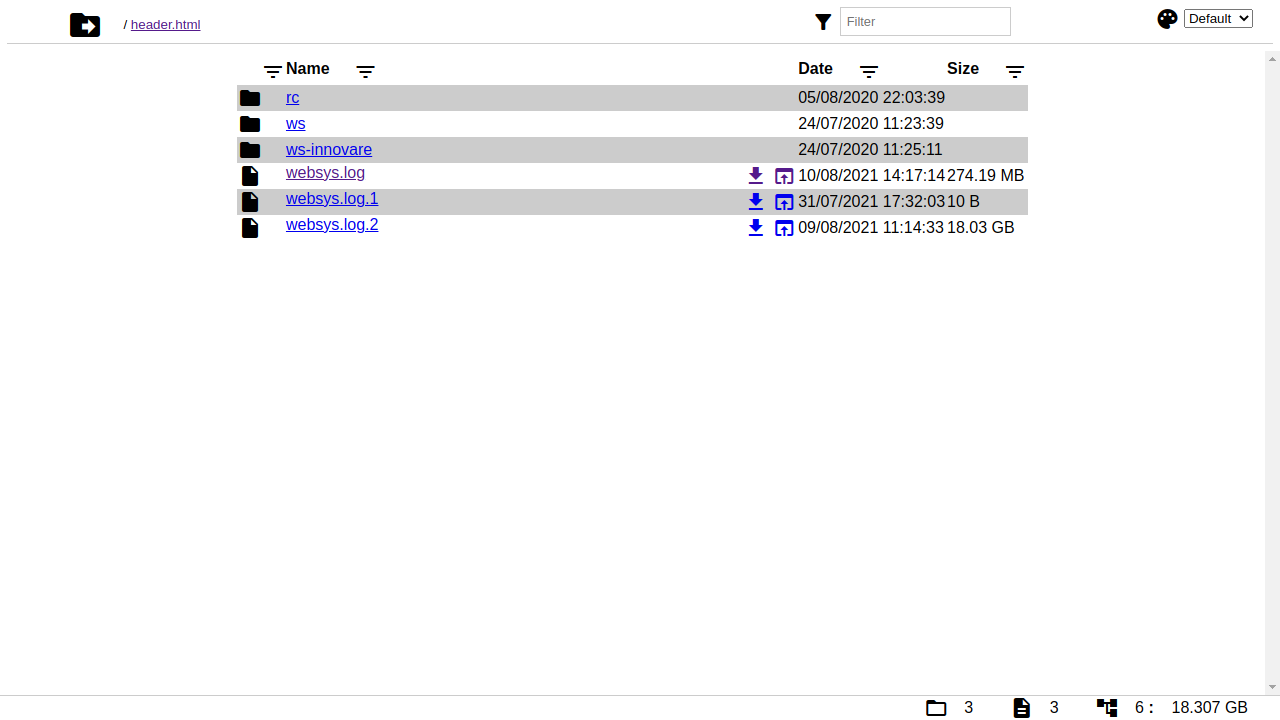 / header.html Filter Default
Name Date Size
rc 05/08/2020 22:03:39
ws 24/07/2020 11:23:39
ws-innovare 24/07/2020 11:25:11
websys.log 10/08/2021 14:17:14 274.19 MB
websys.log.1 31/07/2021 17:32:03 10 B
websys.log.2 09/08/2021 11:14:33 18.03 GB
3 3 6 : 18.307 GB